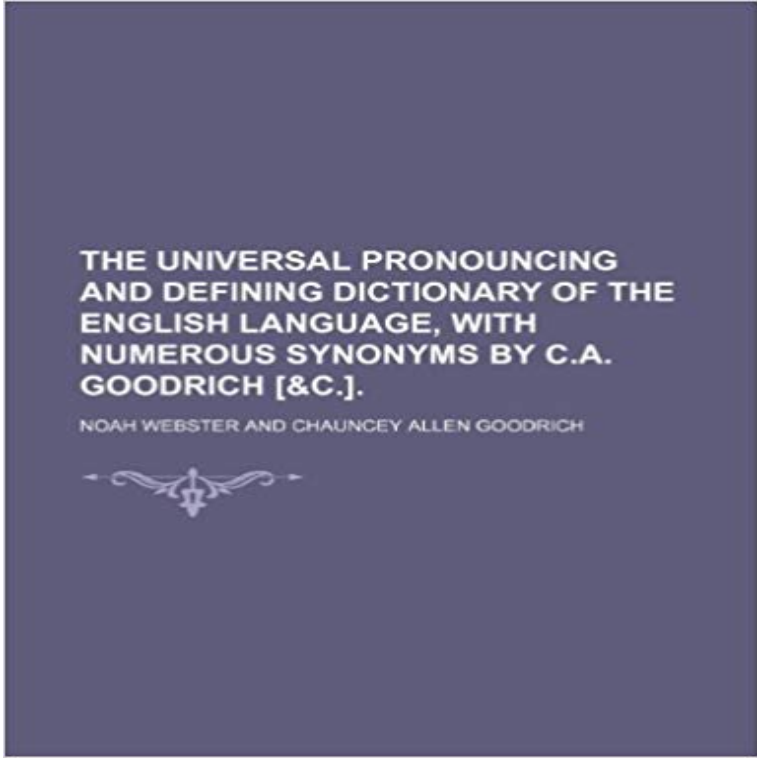 THE UNIVERSAL PRONOUNCING
AND DEFINING DICTIONARY OF THE
ENGLISH LANGUAGE, WITH
NUMEROUS SYNONYMS BY C.A.
GOODRICH [&C.].
NOAH WEBSTER AND CHAUNCEY ALLEN GOODRICH